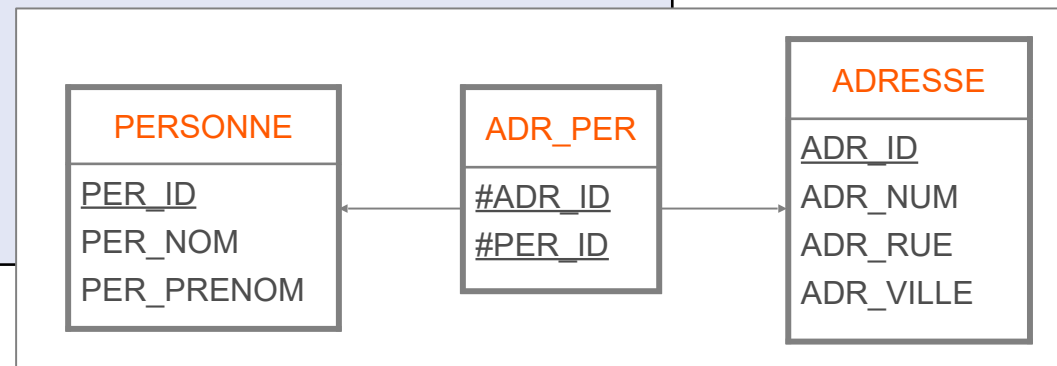 PERSONNE
PER_ID
PER_NOM
PER_PRENOM
ADR_PER
#ADR_ID
#PER_ID
ADRESSE
ADR_ID
ADR_NUM
ADR_RUE
ADR_VILLE